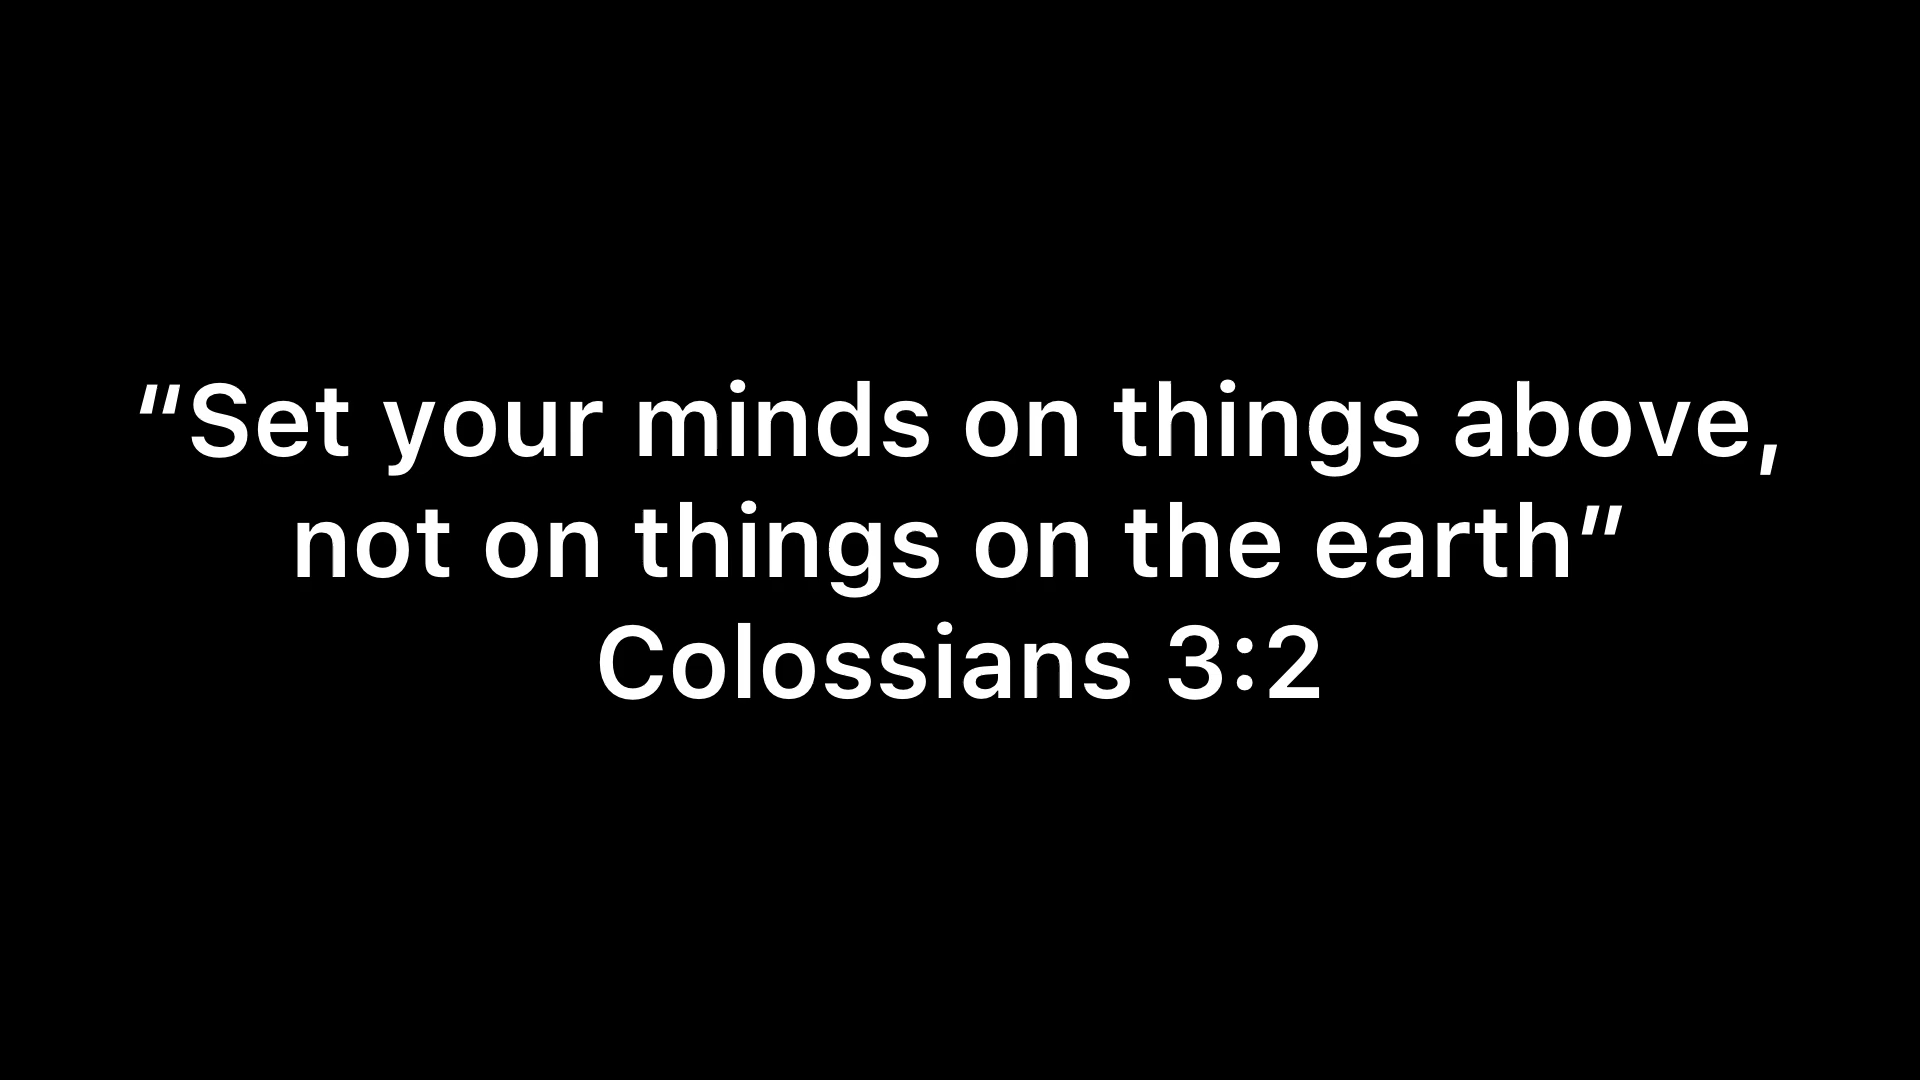 “Set your minds on things above,
not on things on the earth”
Colossians 3:2